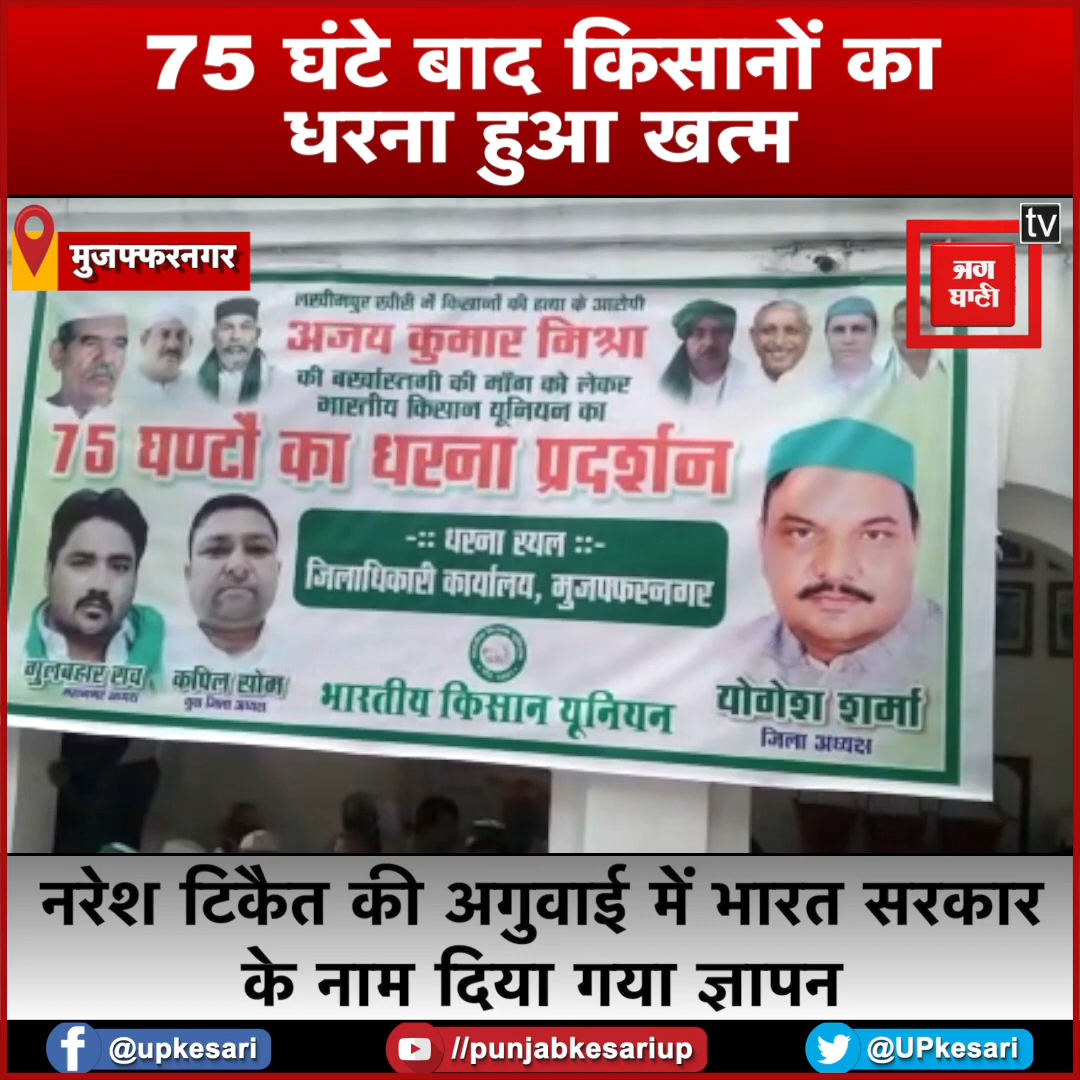 75 घंटे बाद किसानों का
धरना हुआ खत्म
मुजफ्फरनगर
tv
लखीमपुर खीरी में किसानों की हत्या के आरोपी
अजय कुमार मिश्रा
की बर्खास्तगी की माँग को लेकर
भारतीय किसान यूनियन का
75 घण्टौ का धरना प्रदर्शन
-:: धरना स्थल ::-
जिलाधिकारी कार्यालय, मुजफ्फरनगर
गुलबहार राव
कपिल सोम
युवा जिला अध्यक्ष
भारतीय किसान यूनियन
योगेश शर्मा
जिला अध्यक्ष
नरेश टिकैत की अगुवाई में भारत सरकार
के नाम दिया गया ज्ञापन
@upkesari
//punjabkesariup
@UPkesari